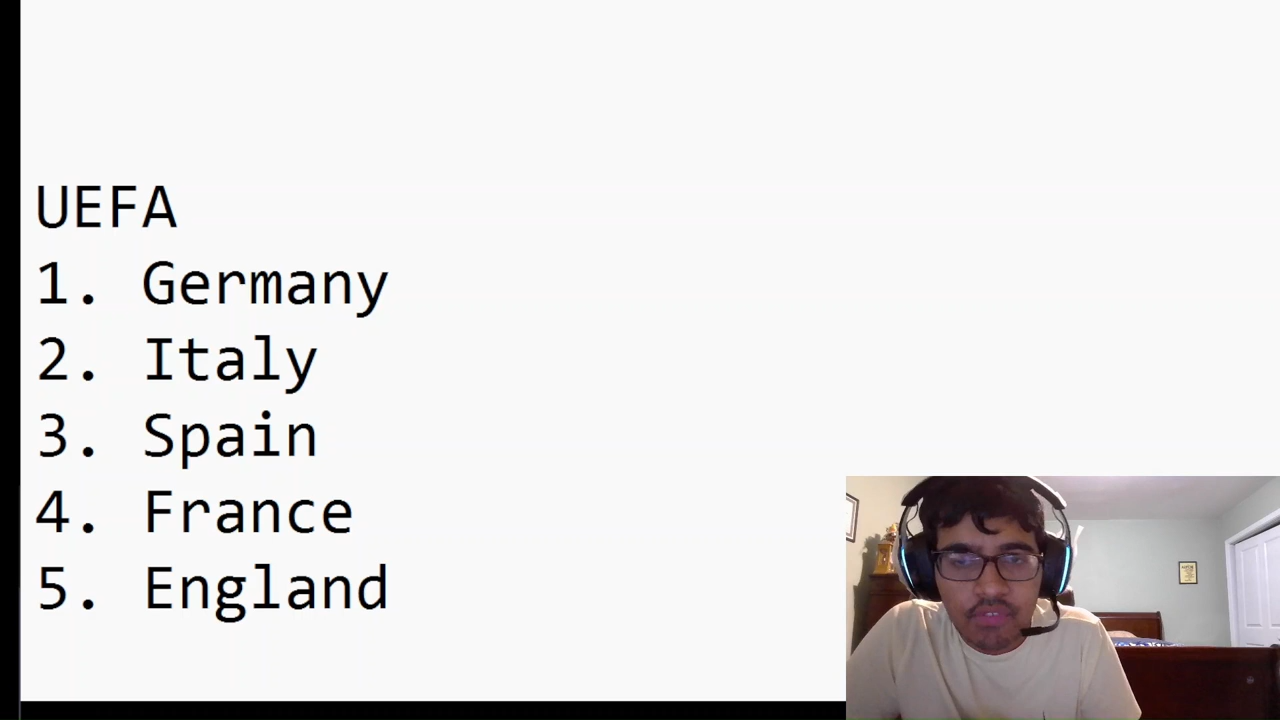 UEFA
1. Germany
2. Italy
3. Spain
4. France
5. England